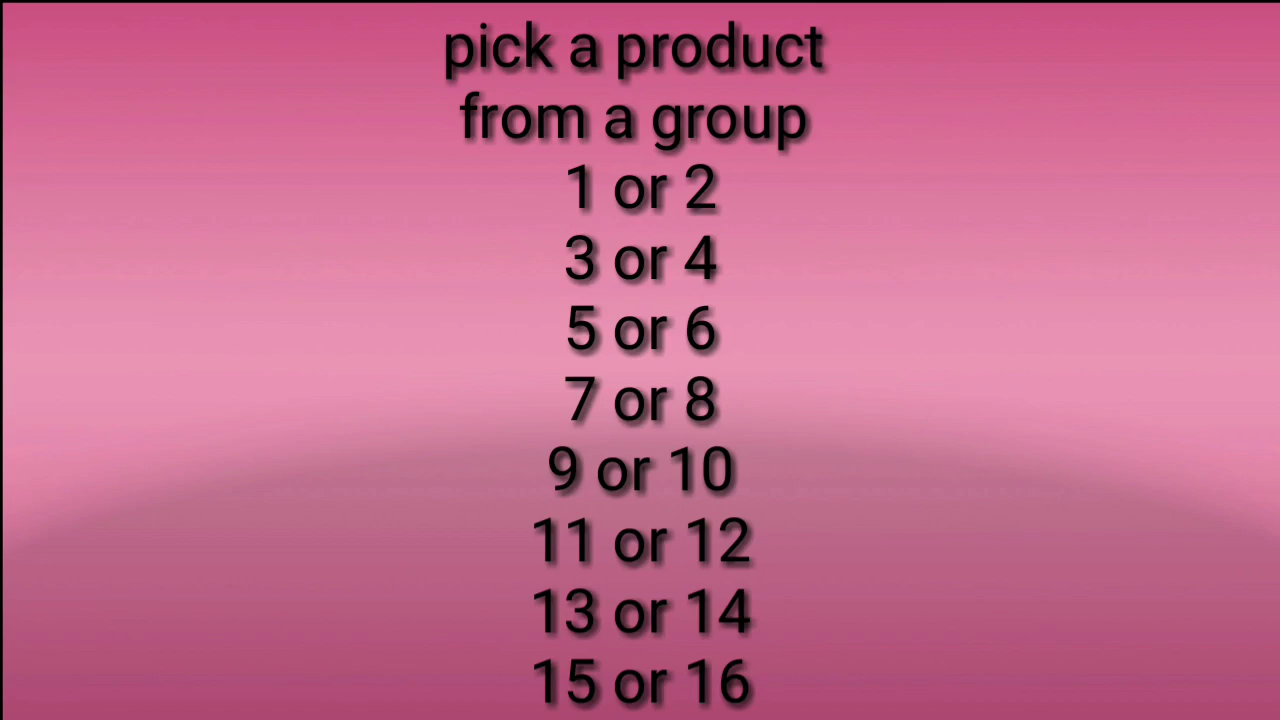 pick a product
from a group
1 or 2
3 or 4
5 or 6
7 or 8
9 or 10
11 or 12
13 or 14
15 or 16